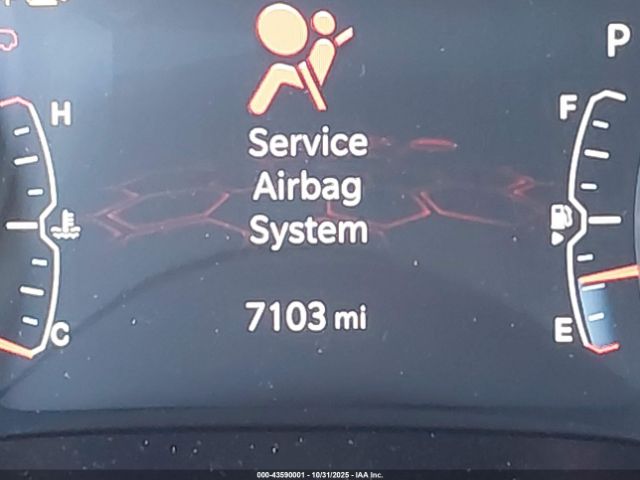 P
H
F
Service
Airbag
System
7103 mi
C
E
000-43590001 - 10/31/2025 - IAA Inc.